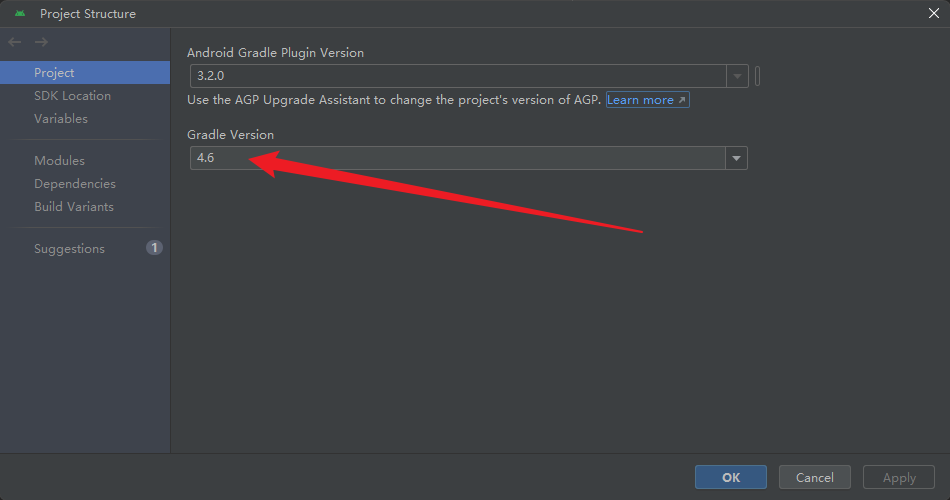 Project Structure
Project
SDK Location
Variables
Modules
Dependencies
Build Variants
Suggestions
1
Android Gradle Plugin Version
3.2.0
Use the AGP Upgrade Assistant to change the project's version of AGP. Learn more ↗
Gradle Version
4.6
OK
Cancel
Apply